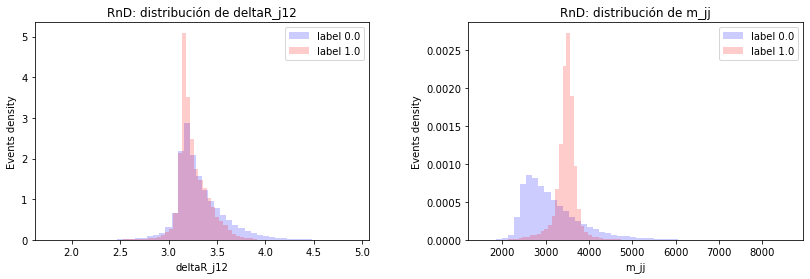 RnD: distribución de deltaR_j12
label 0.0
label 1.0
Events density
5
4
3
2
1
0
2.0 2.5 3.0 3.5 4.0 4.5 5.0
deltaR_j12
RnD: distribución de m_jj
label 0.0
label 1.0
Events density
0.0025
0.0020
0.0015
0.0010
0.0005
0.0000
2000 3000 4000 5000 6000 7000 8000
m_jj